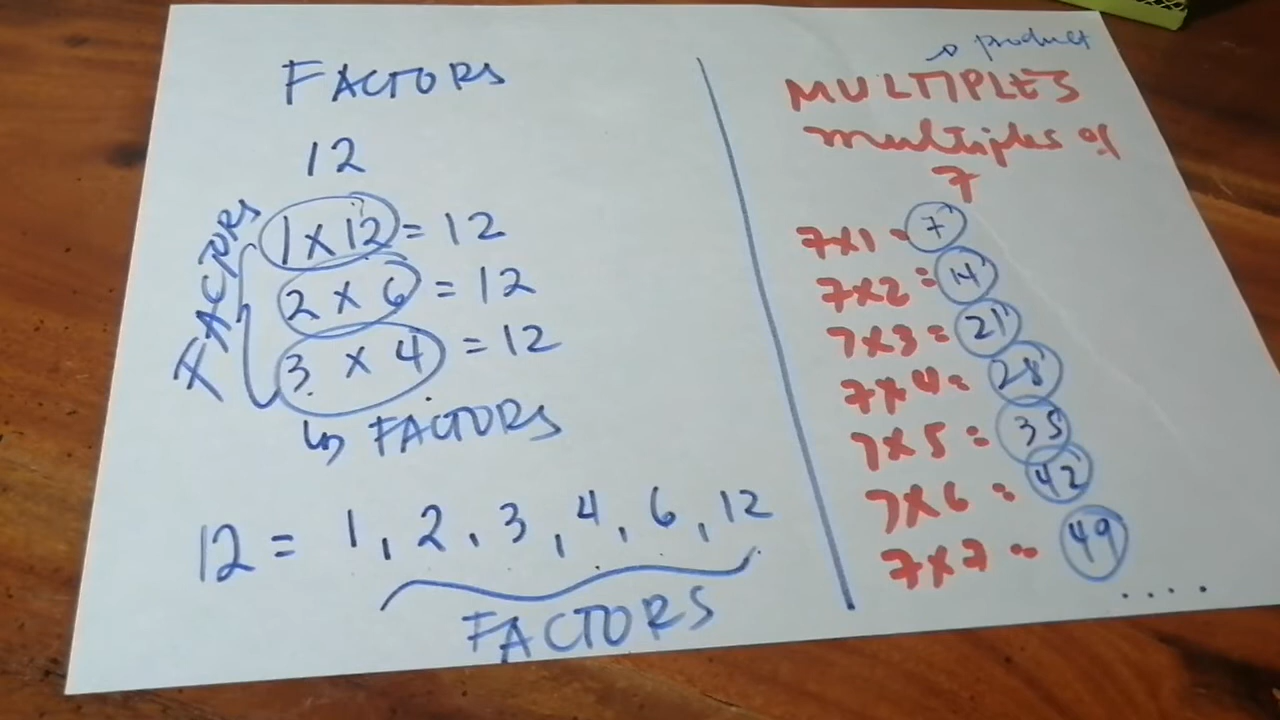 FACTORS
12
FACTORS
1 x 12 = 12
2 x 6 = 12
3 x 4 = 12
↳ FACTORS
12 = 1, 2, 3, 4, 6, 12
FACTORS
→ product
MULTIPLES
multiples of
7
7x1 = 7
7x2 = 14
7x3 = 21
7x4 = 28
7x5 = 35
7x6 = 42
7x7 = 49
....